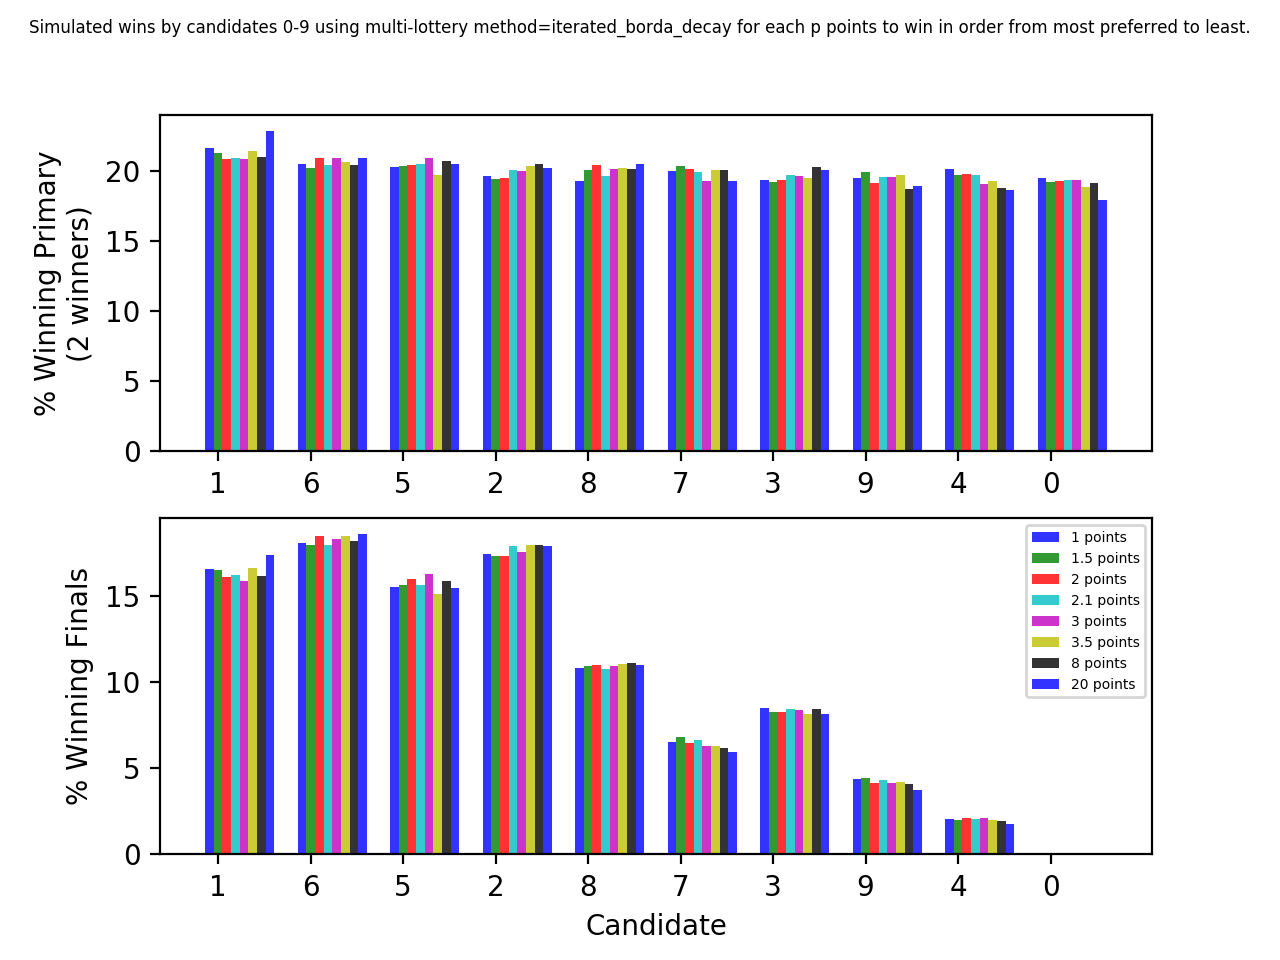 Simulated wins by candidates 0-9 using multi-lottery method=iterated_borda_decay for each p points to win in order from most preferred to least.
% Winning Primary
(2 winners)
20
15
10
5
0
1 6 5 2 8 7 3 9 4 0
% Winning Finals
15
10
5
0
1 points
1.5 points
2 points
2.1 points
3 points
3.5 points
8 points
20 points
1 6 5 2 8 7 3 9 4 0
Candidate